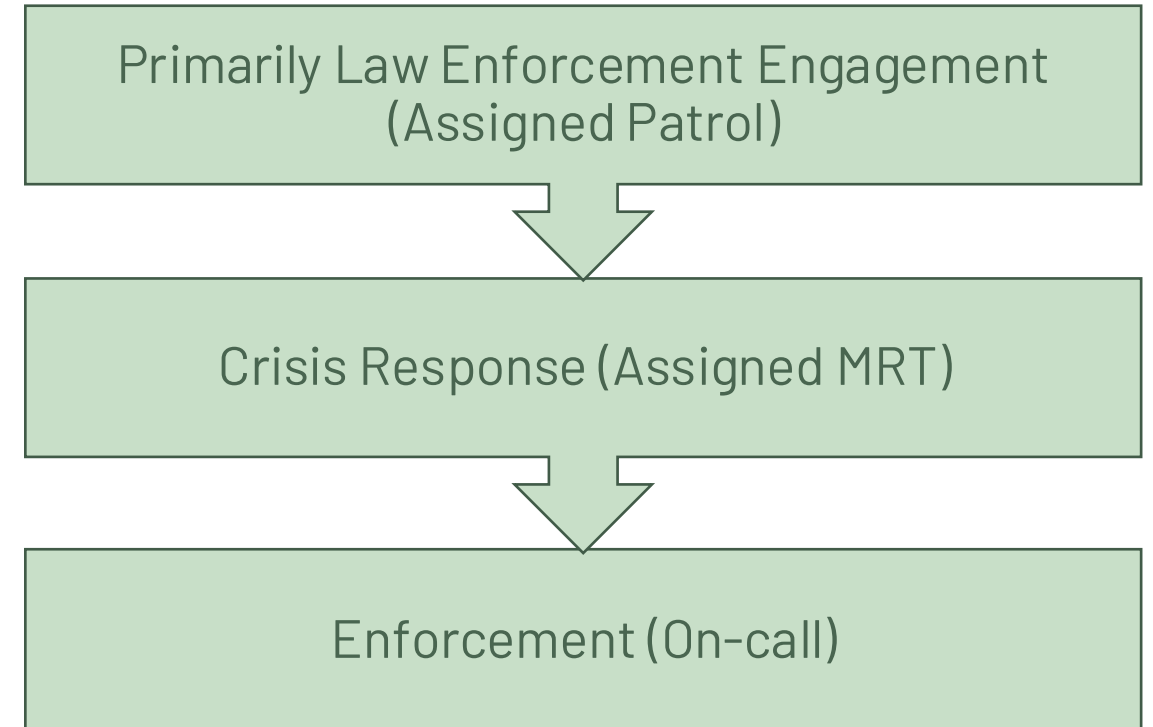 Primarily Law Enforcement Engagement
(Assigned Patrol)
Crisis Response (Assigned MRT)
Enforcement (On-call)